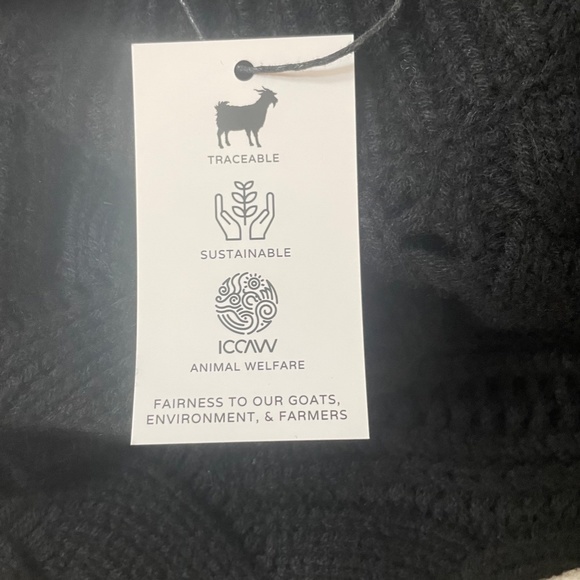 TRACEABLE
SUSTAINABLE
ICCAW
ANIMAL WELFARE
FAIRNESS TO OUR GOATS,
ENVIRONMENT, & FARMERS